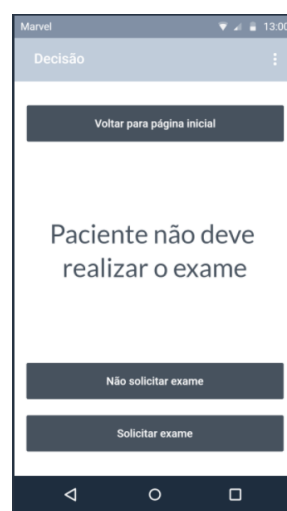 Marvel 13:00
Decisão
Voltar para página inicial
Paciente não deve
realizar o exame
Não solicitar exame
Solicitar exame